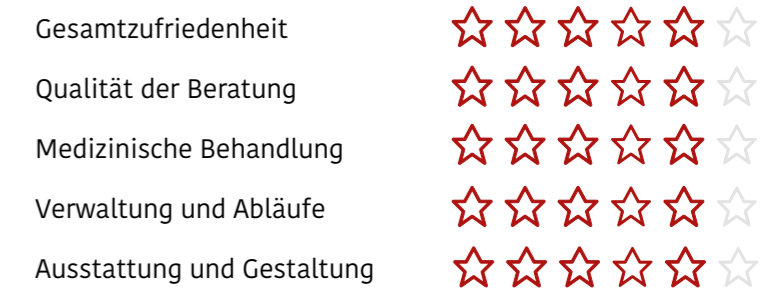 Gesamtzufriedenheit
Qualität der Beratung
Medizinische Behandlung
Verwaltung und Abläufe
Ausstattung und Gestaltung